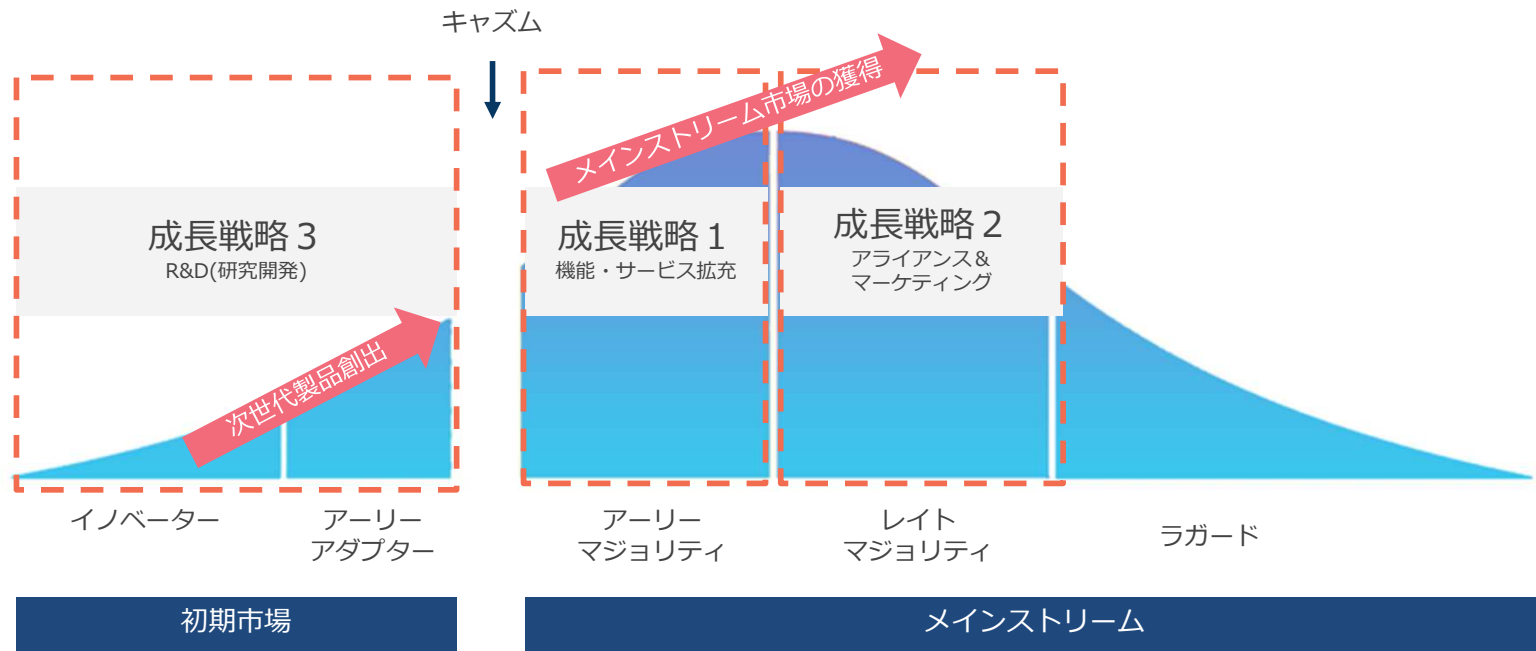 キャズム
メインストリーム市場の獲得
成長戦略３
R&D(研究開発)
成長戦略１
機能・サービス拡充
成長戦略２
アライアンス＆
マーケティング
次世代製品創出
イノベーター
アーリー
アダプター
アーリー
マジョリティ
レイト
マジョリティ
ラガード
初期市場
メインストリーム